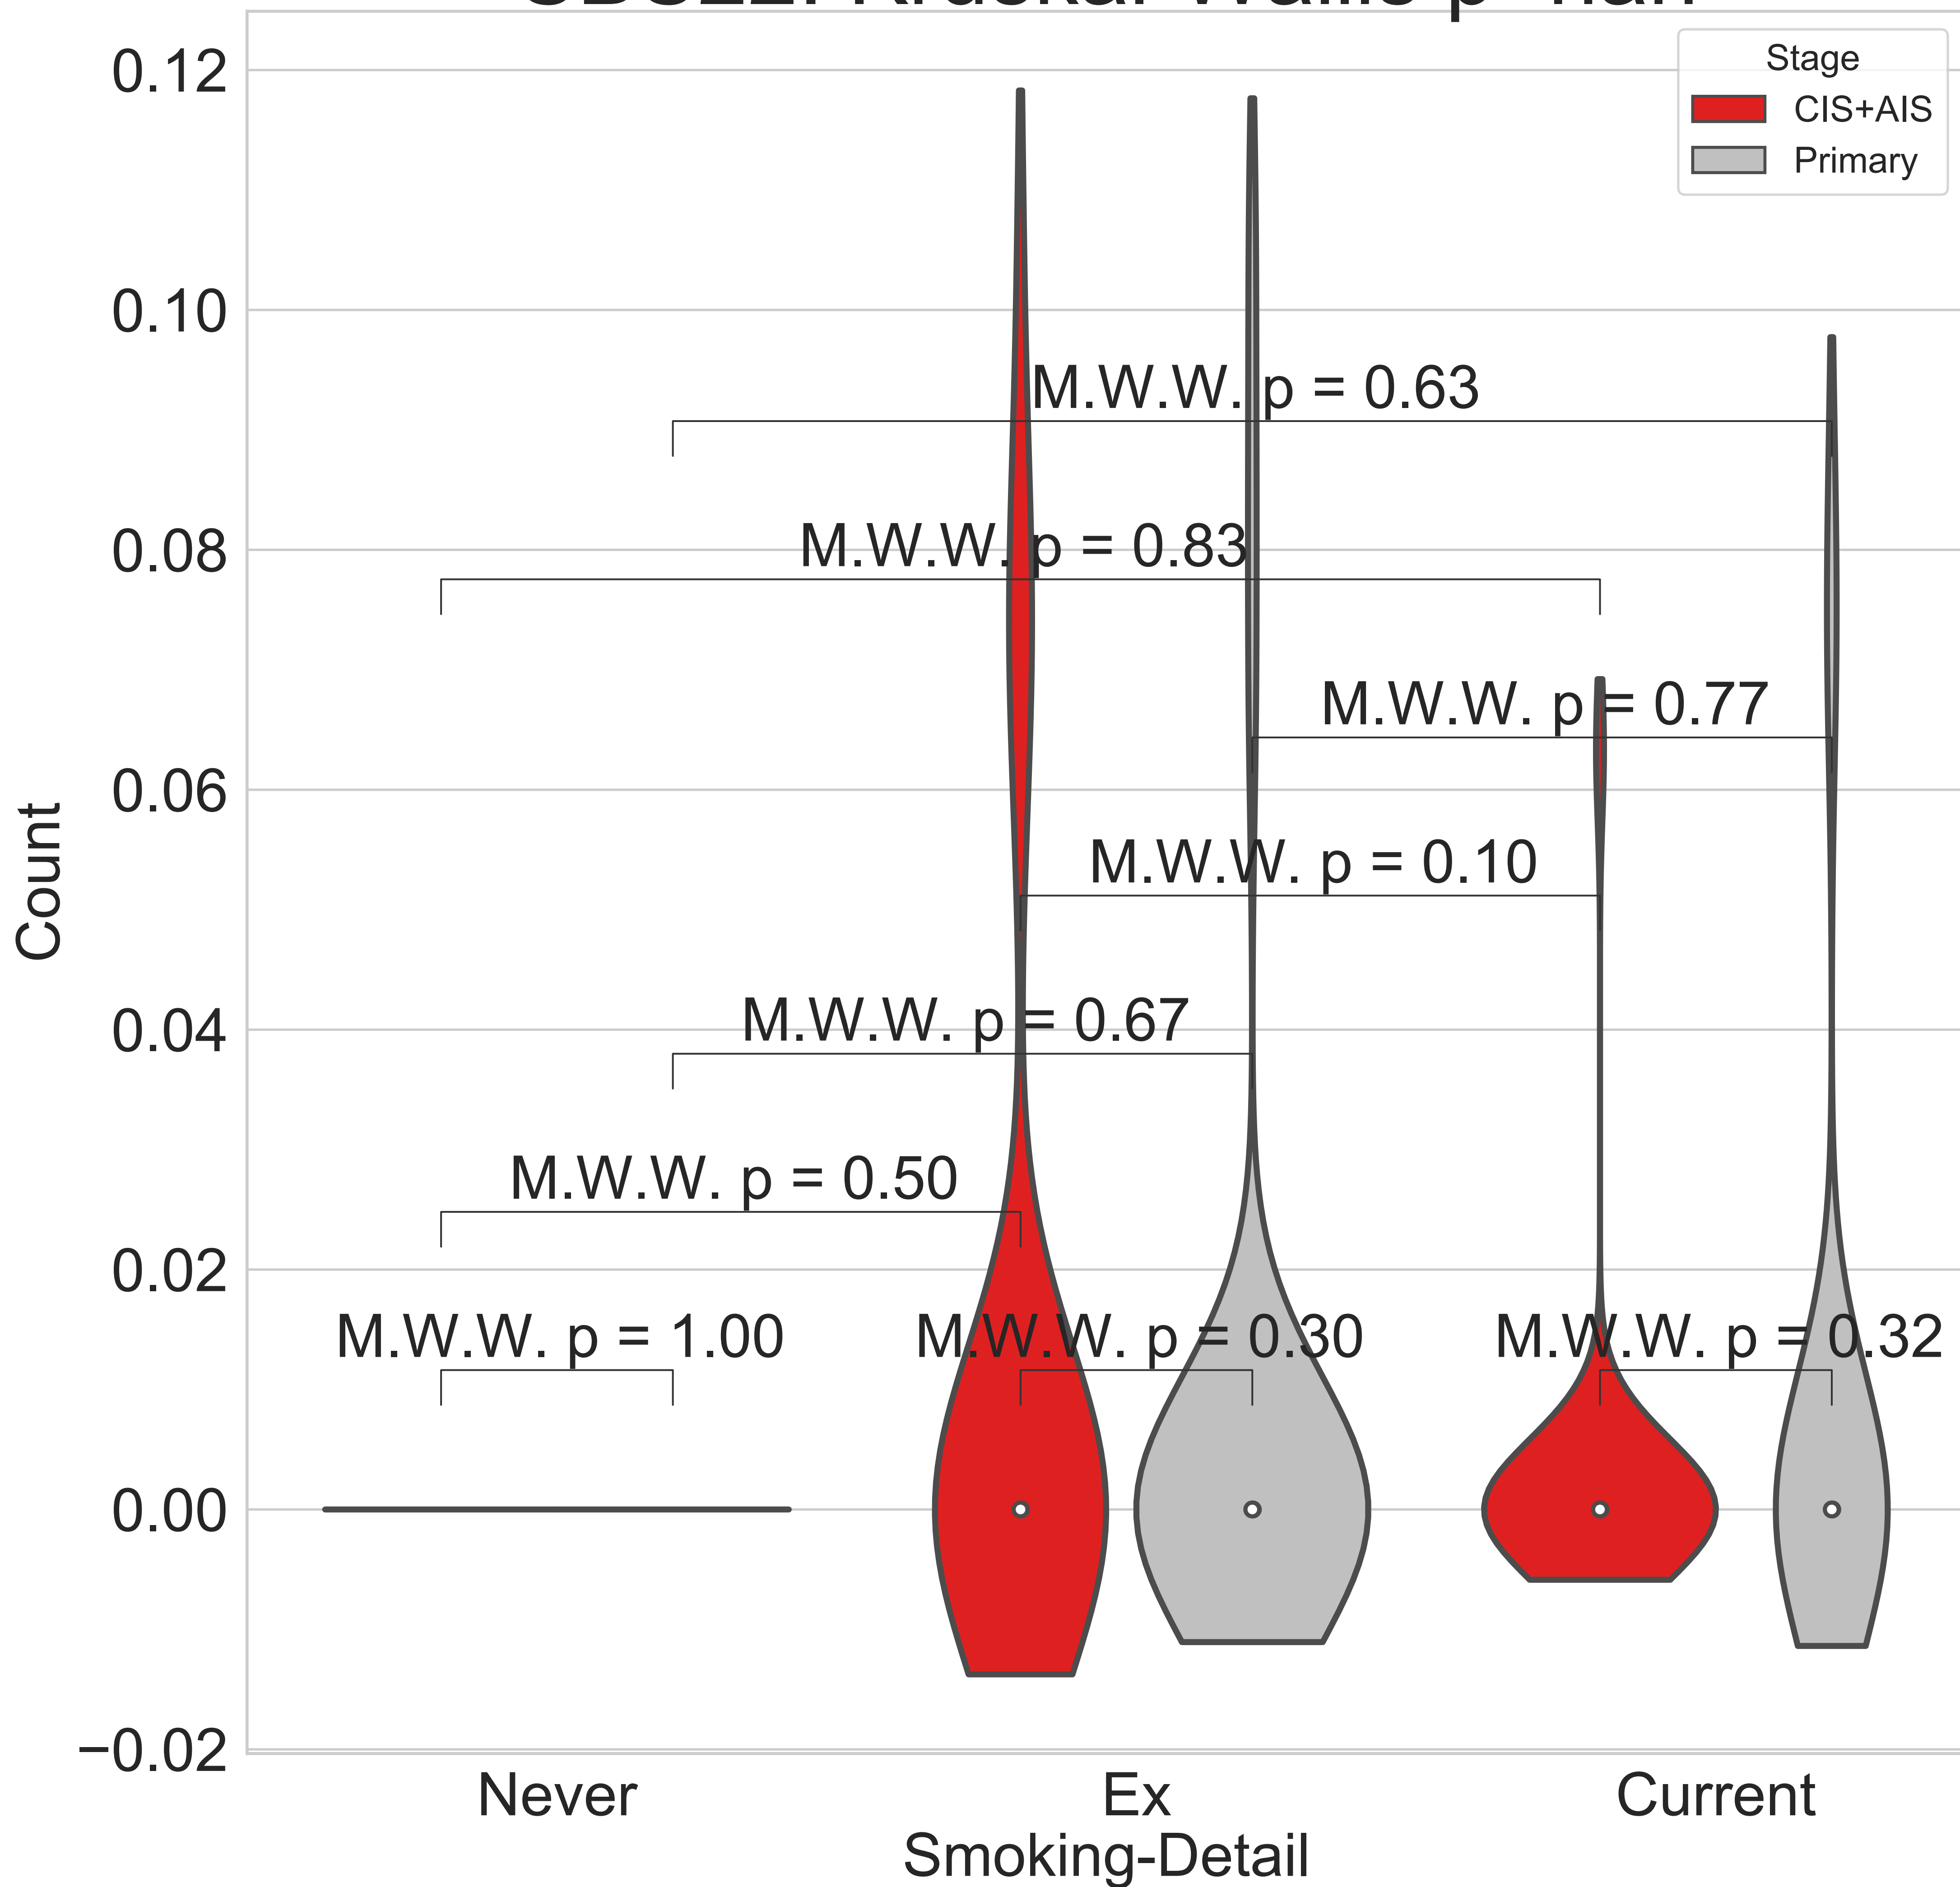 Stage
CIS+AIS
Primary
0.12
0.10
0.08
0.06
0.04
0.02
0.00
−0.02
Count
M.W.W. p = 0.63
M.W.W. p = 0.83
M.W.W. p = 0.77
M.W.W. p = 0.10
M.W.W. p = 0.67
M.W.W. p = 0.50
M.W.W. p = 1.00
M.W.W. p = 0.30
M.W.W. p = 0.32
Never
Ex
Current
Smoking-Detail